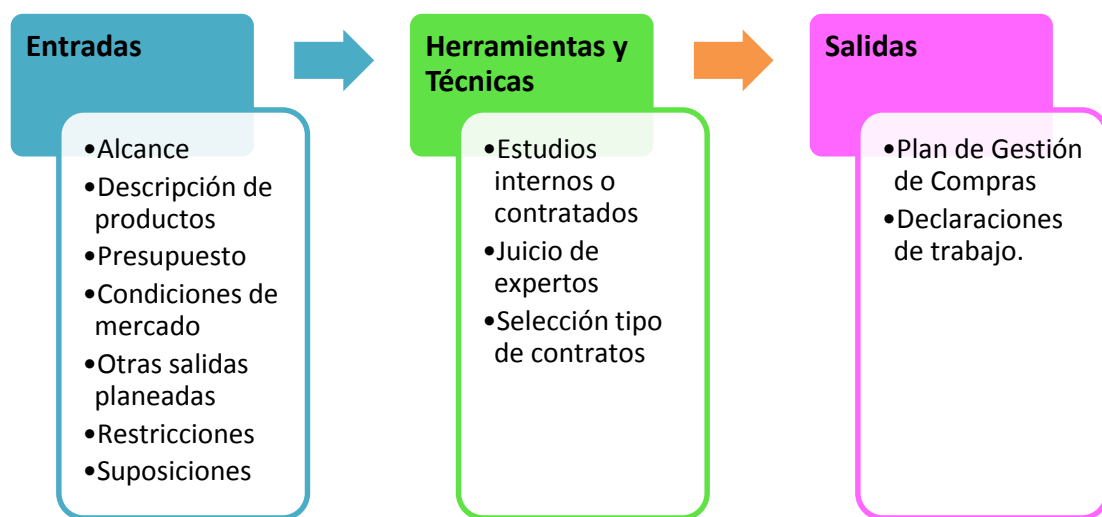 Entradas
•Alcance
•Descripción de
productos
•Presupuesto
•Condiciones de
mercado
•Otras salidas
planeadas
•Restricciones
•Suposiciones
Herramientas y
Técnicas
•Estudios
internos o
contratados
•Juicio de
expertos
•Selección tipo
de contratos
Salidas
•Plan de Gestión
de Compras
•Declaraciones
de trabajo.